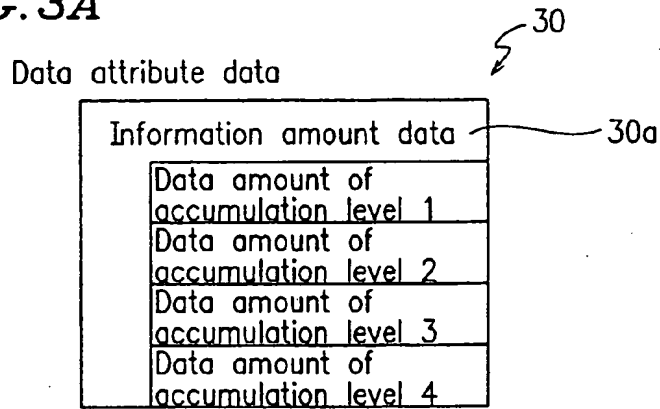 G. 3A
30
Data attribute data
Information amount data
30a
Data amount of
accumulation level 1
Data amount of
accumulation level 2
Data amount of
accumulation level 3
Data amount of
accumulation level 4